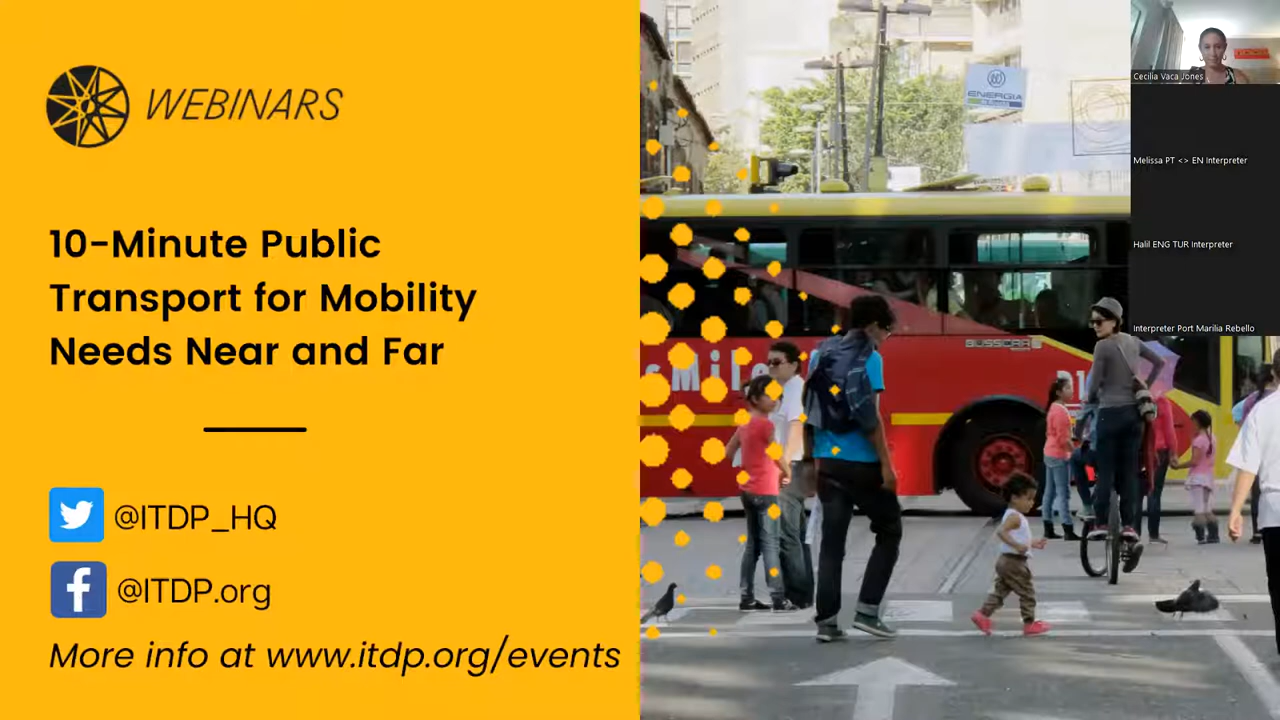 WEBINARS
10-Minute Public
Transport for Mobility
Needs Near and Far
@ITDP_HQ
@ITDP.org
More info at www.itdp.org/events
ENERGIA
BUSSCAR
Cecilia Vaca Jones
Melissa PT <> EN Interpreter
Halil ENG TUR Interpreter
Interpreter Port Marilia Rebello